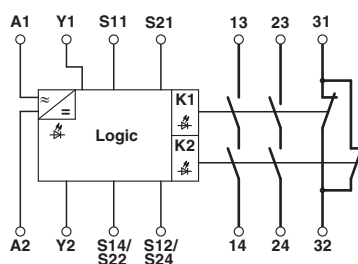 A1 Y1 S11 S21 13 23 31
≈
=
Logic
K1
K2
A2 Y2 S14/ S12/ 14 24 32
S22 S24